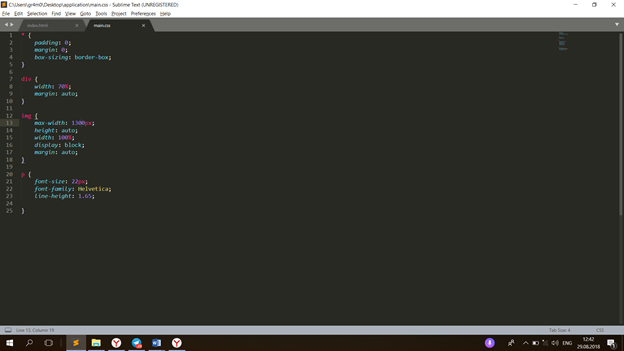 C:\Users\gr4m0\Desktop\application\main.css - Sublime Text (UNREGISTERED)
File Edit Selection Find View Goto Tools Project Preferences Help
index.html main.css
1 * {
2 padding: 0;
3 margin: 0;
4 box-sizing: border-box;
5 }
6
7 div {
8 width: 70%;
9 margin: auto;
10 }
11
12 img {
13 max-width: 1300px;
14 height: auto;
15 width: 100%;
16 display: block;
17 margin: auto;
18 }
19
20 p {
21 font-size: 22px;
22 font-family: Helvetica;
23 line-height: 1.65;
24
25 }
Line 13, Column 19 Tab Size: 4 CSS
ENG 12:42
29.08.2018